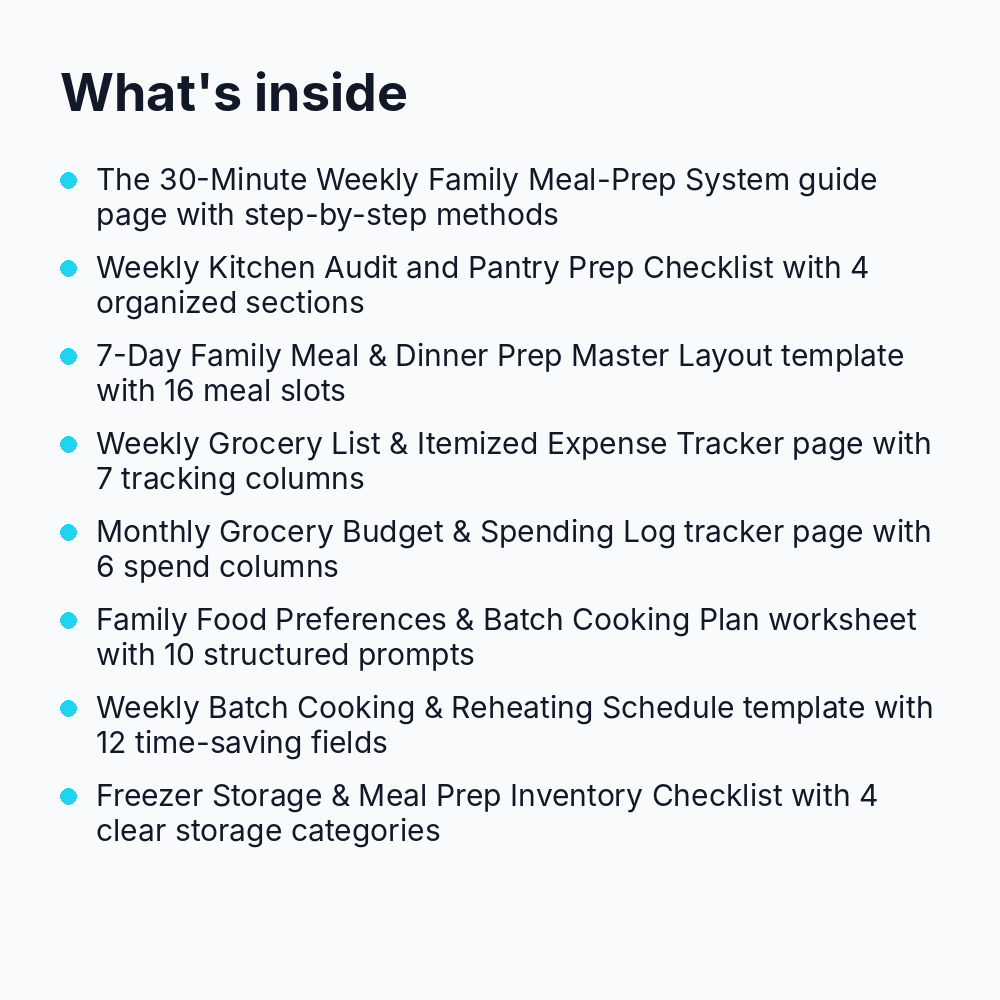 What's inside
The 30-Minute Weekly Family Meal-Prep System guide
page with step-by-step methods
Weekly Kitchen Audit and Pantry Prep Checklist with 4
organized sections
7-Day Family Meal & Dinner Prep Master Layout template
with 16 meal slots
Weekly Grocery List & Itemized Expense Tracker page with
7 tracking columns
Monthly Grocery Budget & Spending Log tracker page with
6 spend columns
Family Food Preferences & Batch Cooking Plan worksheet
with 10 structured prompts
Weekly Batch Cooking & Reheating Schedule template with
12 time-saving fields
Freezer Storage & Meal Prep Inventory Checklist with 4
clear storage categories